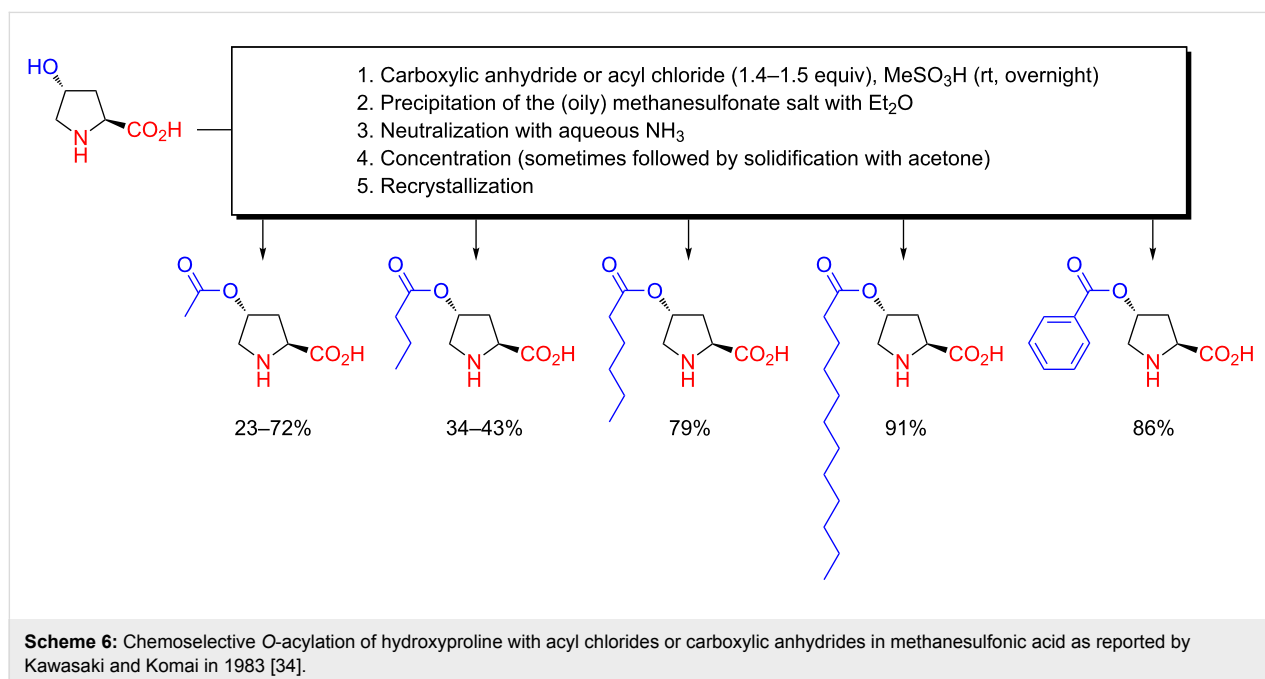 HO
N
H
CO2H
1. Carboxylic anhydride or acyl chloride (1.4–1.5 equiv), MeSO3H (rt, overnight)
2. Precipitation of the (oily) methanesulfonate salt with Et2O
3. Neutralization with aqueous NH3
4. Concentration (sometimes followed by solidification with acetone)
5. Recrystallization
O
O
N
H
CO2H
23–72%
O
O
N
H
CO2H
34–43%
O
O
N
H
CO2H
79%
O
O
N
H
CO2H
91%
O
O
N
H
CO2H
86%
Scheme 6: Chemoselective O-acylation of hydroxyproline with acyl chlorides or carboxylic anhydrides in methanesulfonic acid as reported by
Kawasaki and Komai in 1983 [34].